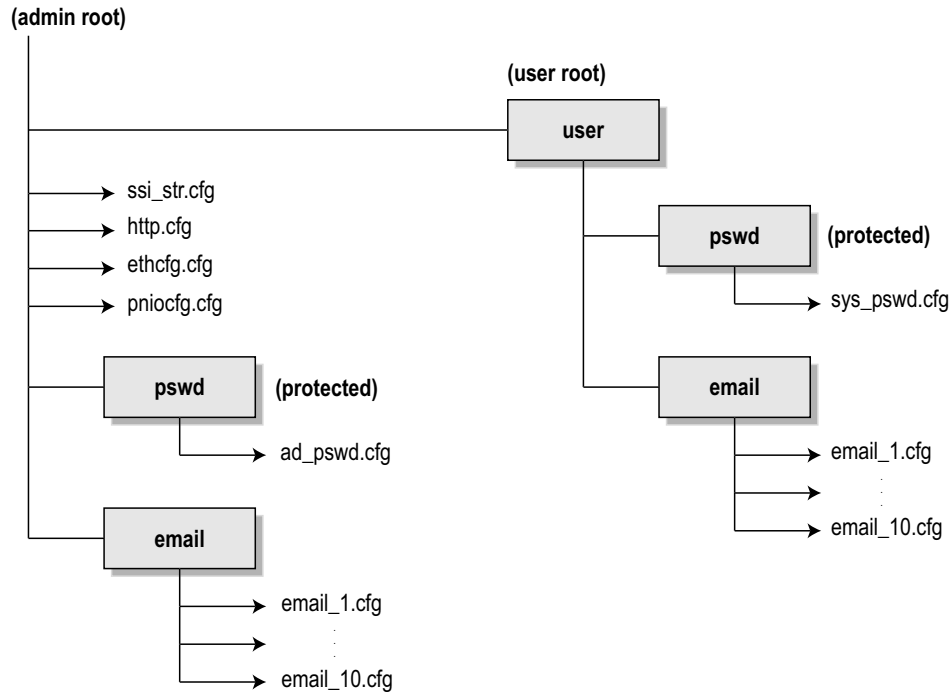 (admin root)
(user root)
user
ssi_str.cfg
http.cfg
ethcfg.cfg
pniocfg.cfg
pswd
(protected)
sys_pswd.cfg
pswd
(protected)
ad_pswd.cfg
email
email_1.cfg
email_10.cfg
email
email_1.cfg
email_10.cfg